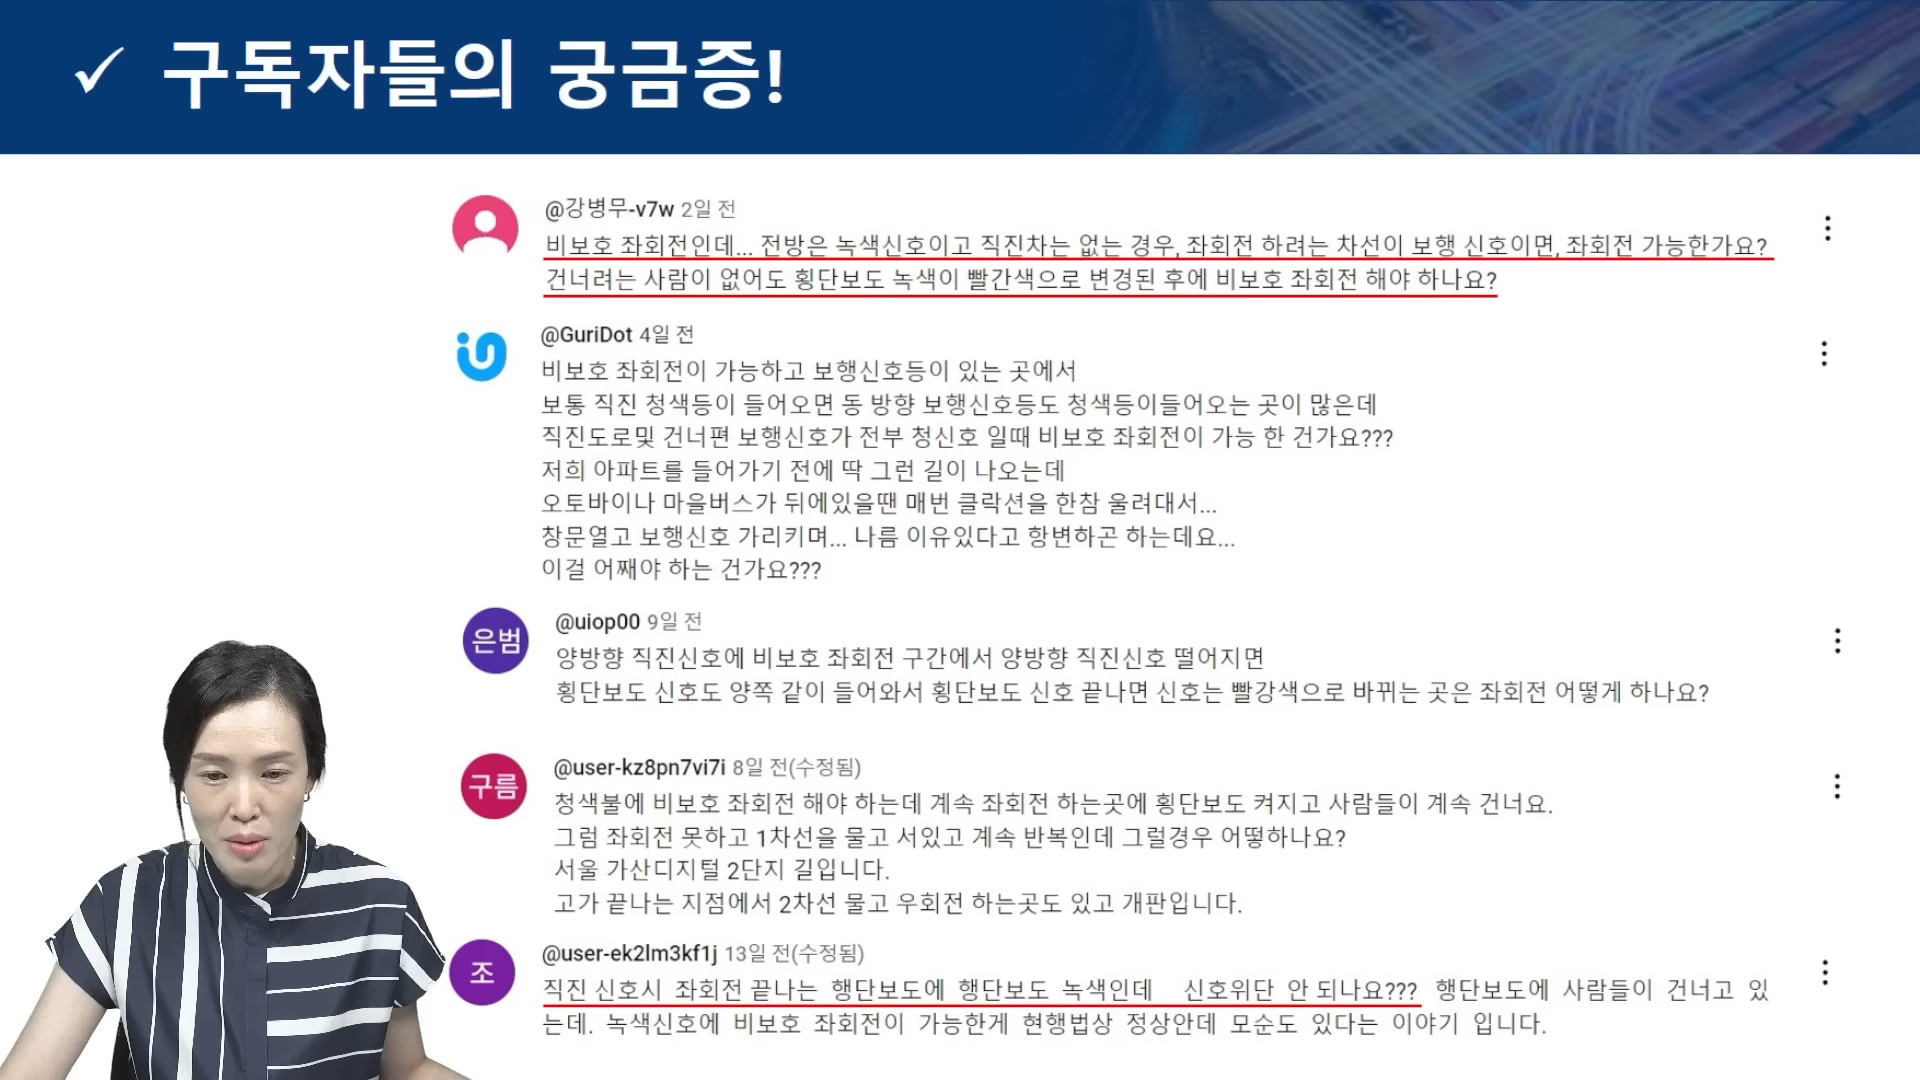 ✓ 구독자들의 궁금증!
@강병무-v7w 2일 전
비보호 좌회전인데... 전방은 녹색신호이고 직진차는 없는 경우, 좌회전 하려는 차선이 보행 신호이면, 좌회전 가능한가요?
건너려는 사람이 없어도 횡단보도 녹색이 빨간색으로 변경된 후에 비보호 좌회전 해야 하나요?
@GuriDot 4일 전
비보호 좌회전이 가능하고 보행신호등이 있는 곳에서
보통 직진 청색등이 들어오면 동 방향 보행신호등도 청색등이들어오는 곳이 많은데
직진도로및 건너편 보행신호가 전부 청신호 일때 비보호 좌회전이 가능 한 건가요???
저희 아파트를 들어가기 전에 딱 그런 길이 나오는데
오토바이나 마을버스가 뒤에있을땐 매번 클락션을 한참 울려대서...
창문열고 보행신호 가리키며... 나름 이유있다고 항변하곤 하는데요...
이걸 어째야 하는 건가요???
은범
@uiop00 9일 전
양방향 직진신호에 비보호 좌회전 구간에서 양방향 직진신호 떨어지면
횡단보도 신호도 양쪽 같이 들어와서 횡단보도 신호 끝나면 신호는 빨강색으로 바뀌는 곳은 좌회전 어떻게 하나요?
구름
@user-kz8pn7vi7i 8일 전(수정됨)
청색불에 비보호 좌회전 해야 하는데 계속 좌회전 하는곳에 횡단보도 켜지고 사람들이 계속 건너요.
그럼 좌회전 못하고 1차선을 물고 서있고 계속 반복인데 그럴경우 어떻하나요?
서울 가산디지털 2단지 길입니다.
고가 끝나는 지점에서 2차선 물고 우회전 하는곳도 있고 개판입니다.
조
@user-ek2lm3kf1j 13일 전(수정됨)
직진 신호시 좌회전 끝나는 행단보도에 행단보도 녹색인데 신호위단 안 되나요??? 행단보도에 사람들이 건너고 있
는데. 녹색신호에 비보호 좌회전이 가능한게 현행법상 정상안데 모순도 있다는 이야기 입니다.